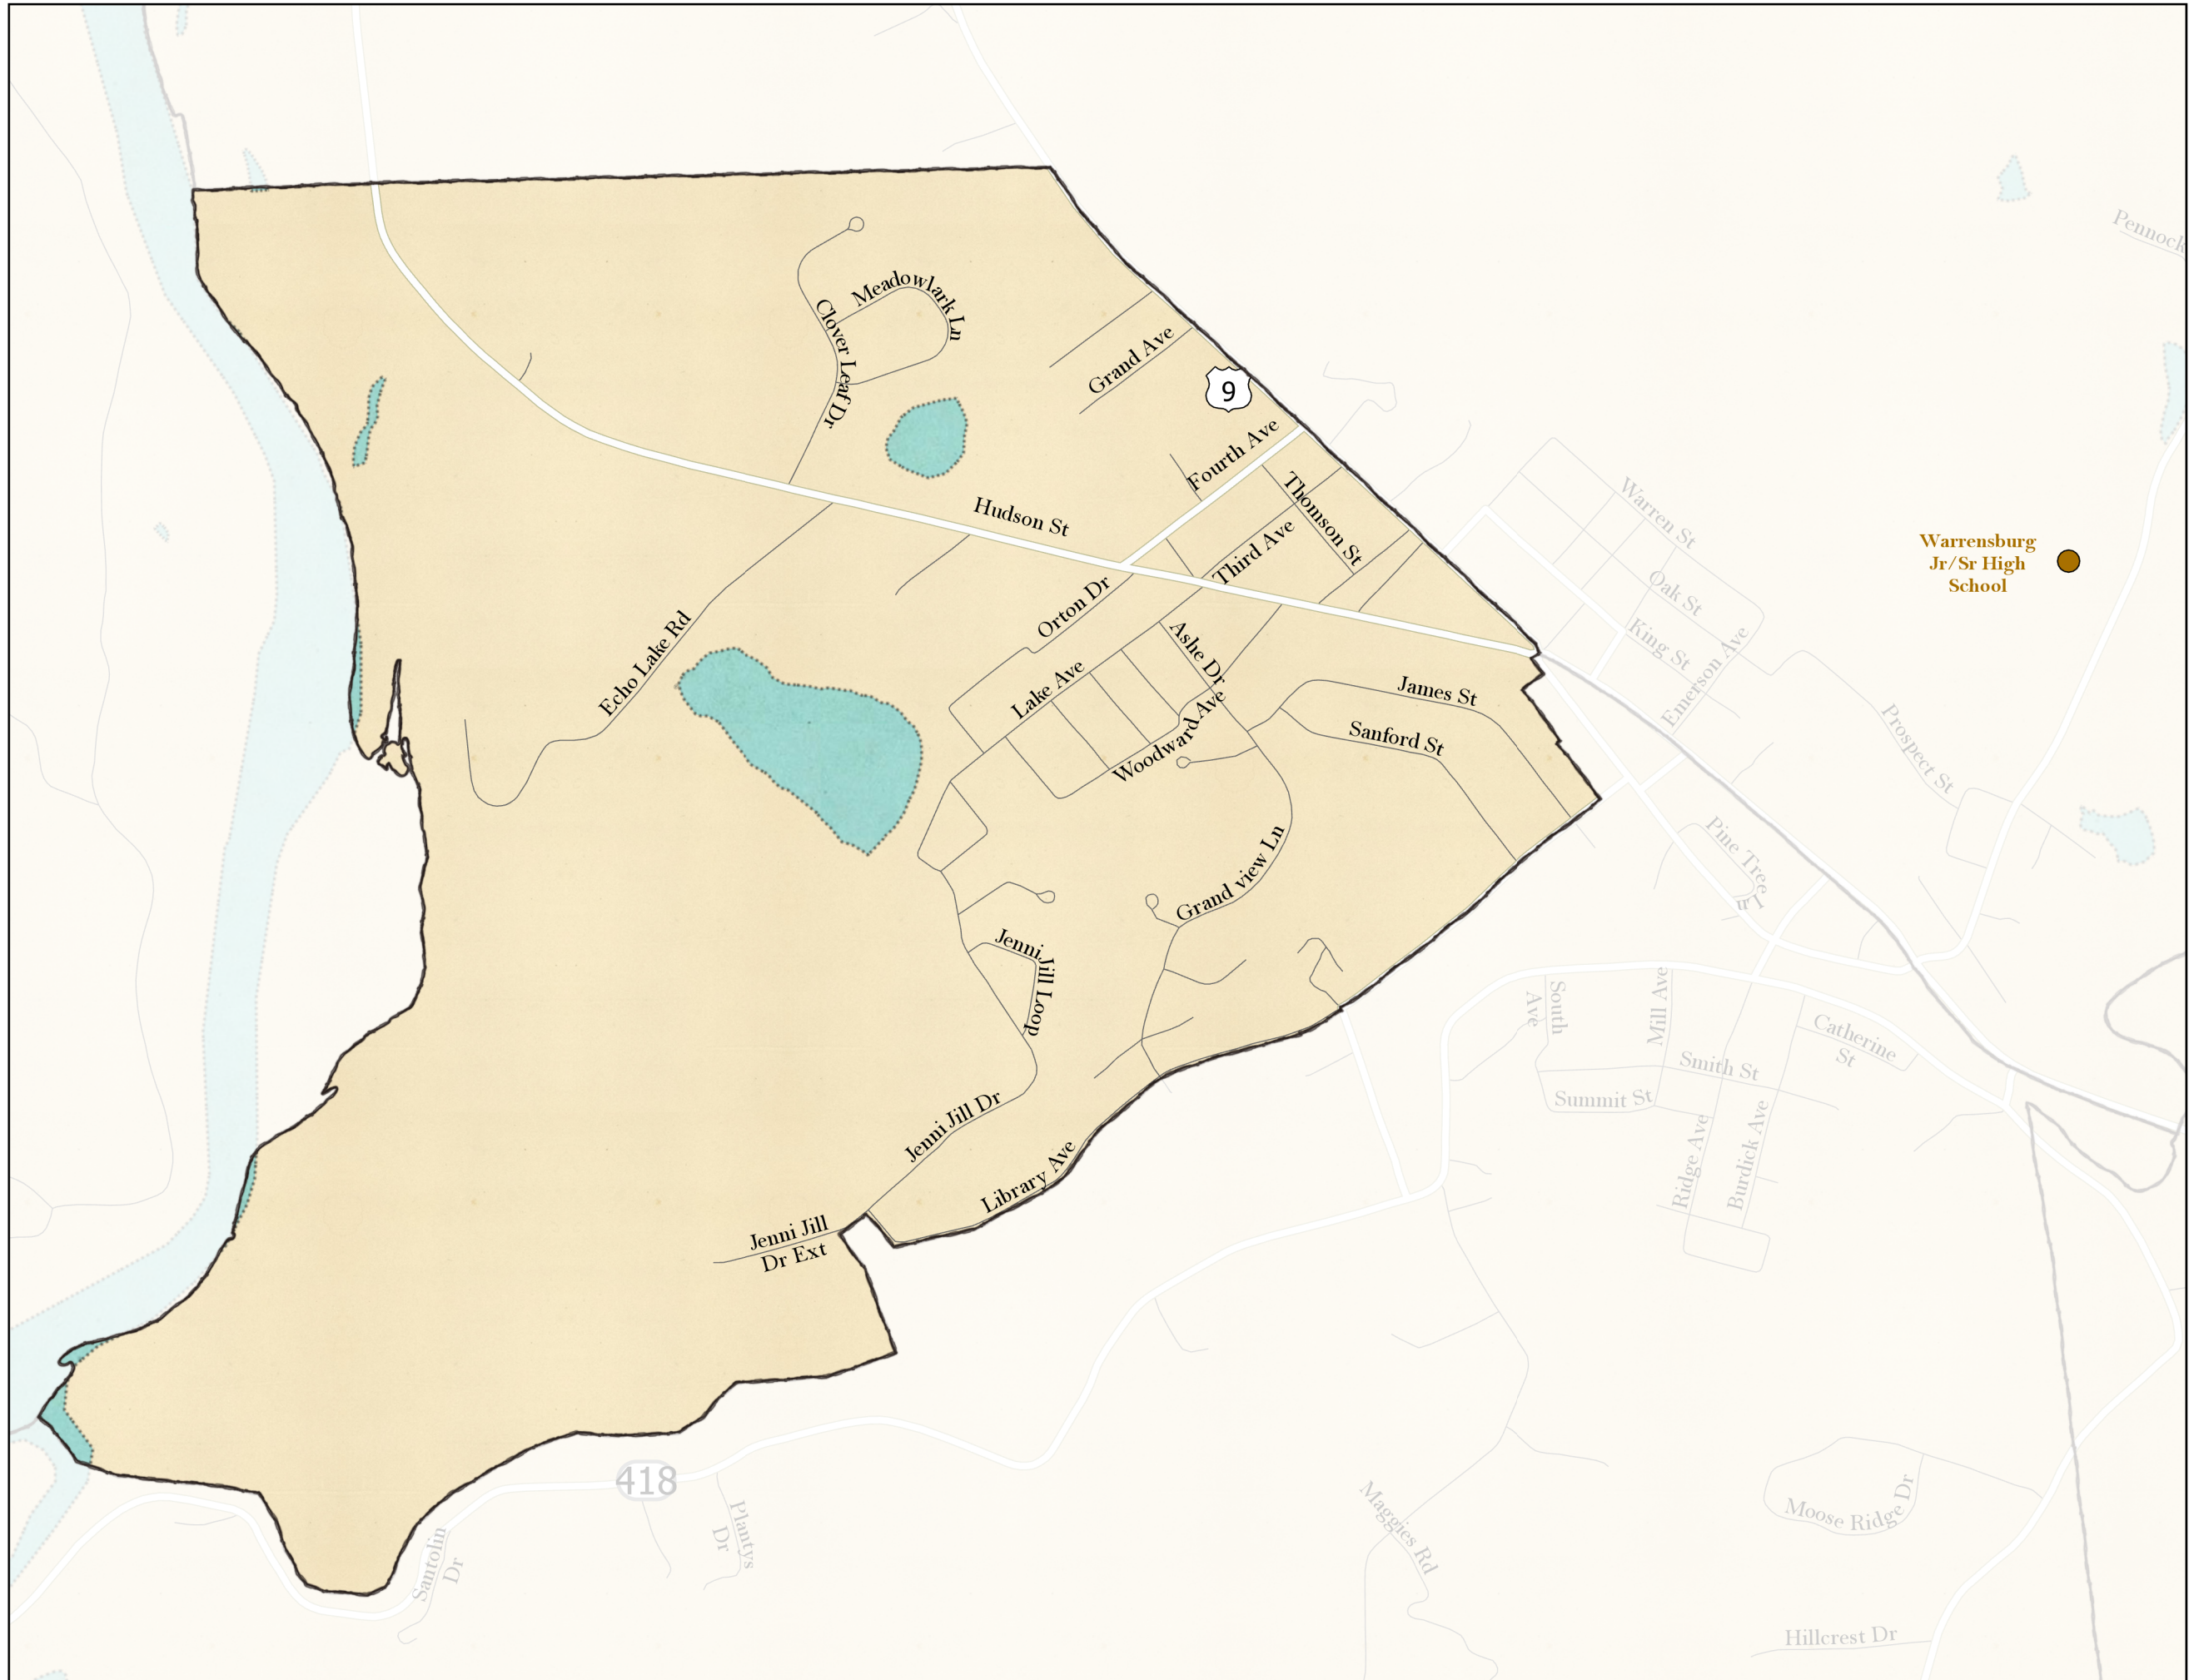 Pennock
Meadowlark Ln
Clover Leaf Dr
Grand Ave
9
Fourth Ave
Hudson St
Thomson St
Third Ave
Warren St
Warrensburg
Jr/Sr High
School
Oak St
King St
Emerson Ave
Orton Dr
Echo Lake Rd
Ashe Dr
Lake Ave
Woodward Ave
James St
Sanford St
Prospect St
Pine Tree
Ln
Grand view Ln
Jenni Jill Loop
South
Ave
Mill Ave
Catherine
St
Smith St
Summit St
Ridge Ave
Burdick Ave
Jenni Jill Dr
Library Ave
Jenni Jill
Dr Ext
418
Plantys
Dr
Santolin
Dr
Maggies Rd
Moose Ridge Dr
Hillcrest Dr